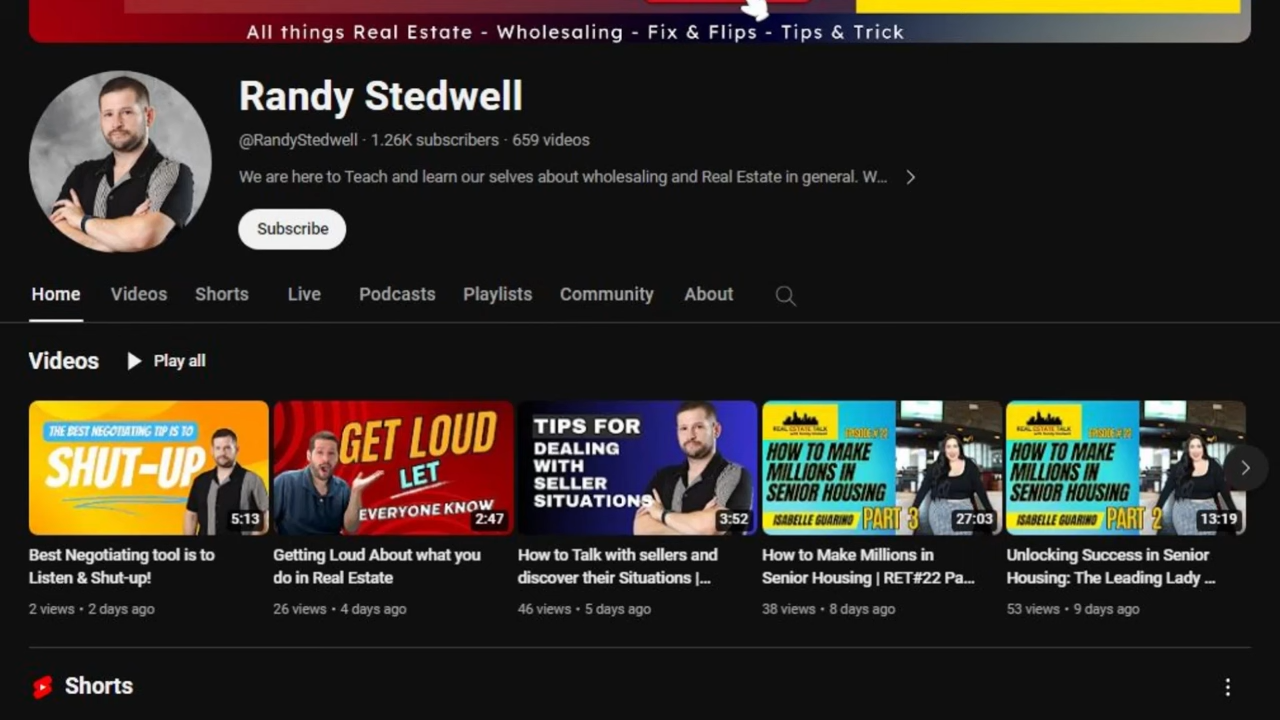 All things Real Estate - Wholesaling - Fix & Flips - Tips & Trick
Randy Stedwell
@RandyStedwell · 1.26K subscribers · 659 videos
We are here to Teach and learn our selves about wholesaling and Real Estate in general. W...
Subscribe
Home Videos Shorts Live Podcasts Playlists Community About
Videos Play all
THE BEST NEGOTIATING TIP IS TO
SHUT-UP
5:13
GET LOUD
LET
EVERYONE KNOW
2:47
TIPS FOR
DEALING
WITH
SELLER
SITUATIONS
3:52
REAL ESTATE TALK
EPISODE# 22
HOW TO MAKE
MILLIONS IN
SENIOR HOUSING
ISABELLE GUARINO PART 3
27:03
REAL ESTATE TALK
EPISODE# 22
HOW TO MAKE
MILLIONS IN
SENIOR HOUSING
ISABELLE GUARINO PART 2
13:19
Best Negotiating tool is to
Listen & Shut-up!
2 views • 2 days ago
Getting Loud About what you
do in Real Estate
26 views • 4 days ago
How to Talk with sellers and
discover their Situations |...
46 views • 5 days ago
How to Make Millions in
Senior Housing | RET#22 Pa...
38 views • 8 days ago
Unlocking Success in Senior
Housing: The Leading Lady ...
53 views • 9 days ago
Shorts